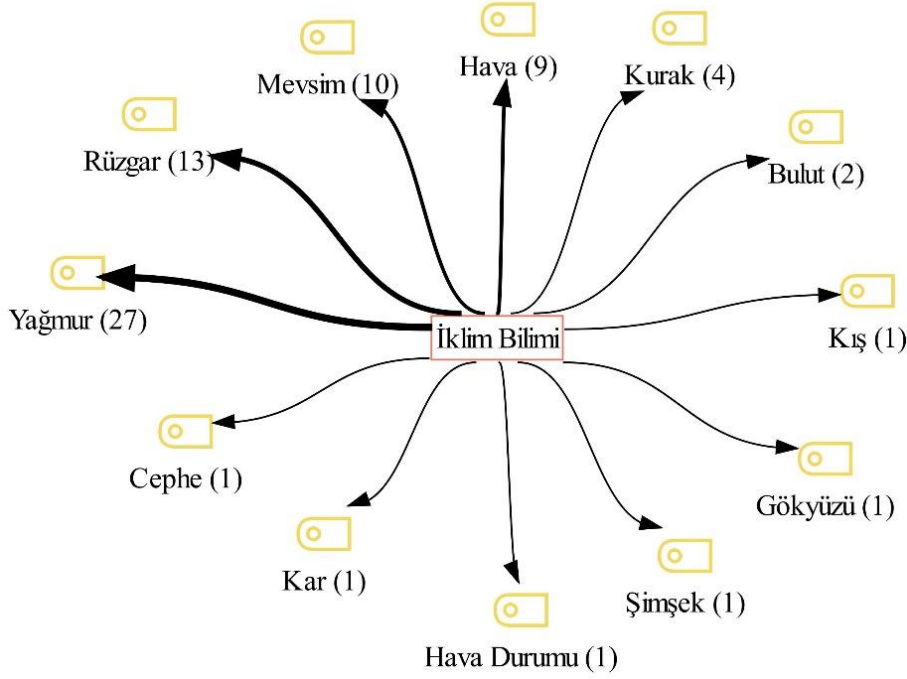 Hava (9)
Kurak (4)
Mevsim (10)
Rüzgar (13)
Bulut (2)
Yağmur (27)
İklim Bilimi
Kış (1)
Cephe (1)
Gökyüzü (1)
Kar (1)
Şimşek (1)
Hava Durumu (1)